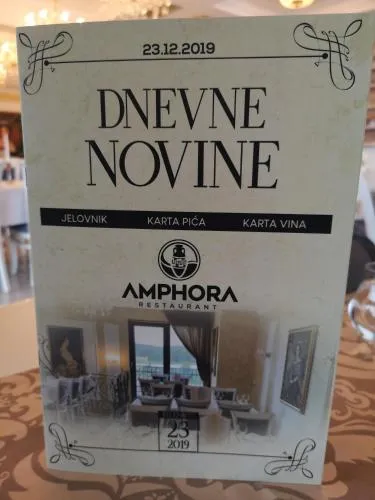 23.12.2019
DNEVNE
NOVINE
JELOVNIK KARTA PIĆA KARTA VINA
AMPHORA
RESTAURANT
23
2019